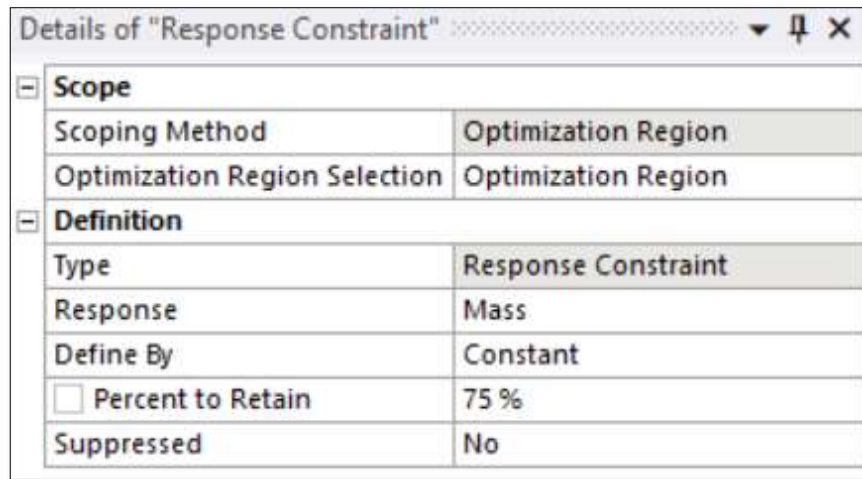 Details of "Response Constraint"
Scope
Scoping Method Optimization Region
Optimization Region Selection Optimization Region
Definition
Type Response Constraint
Response Mass
Define By Constant
Percent to Retain 75 %
Suppressed No